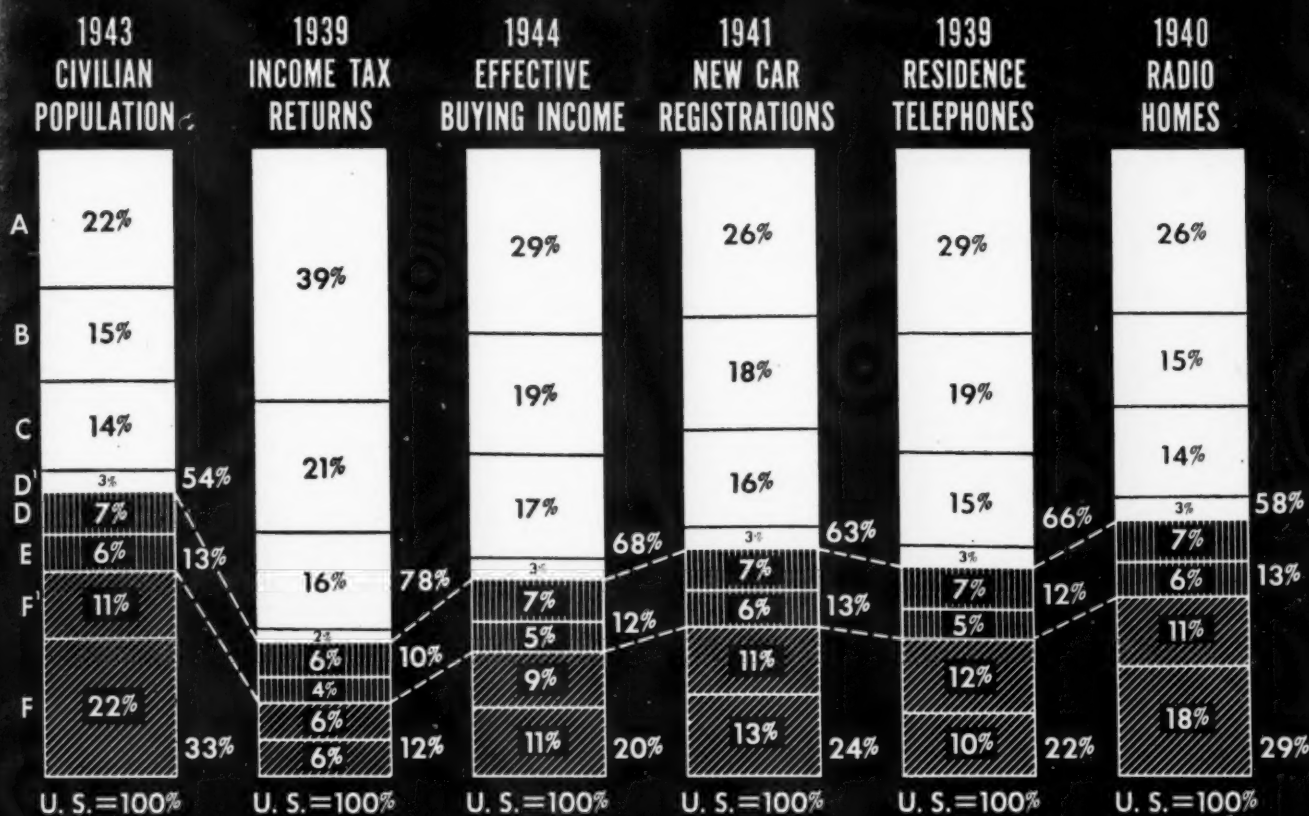 1943
CIVILIAN
POPULATION
1939
INCOME TAX
RETURNS
1944
EFFECTIVE
BUYING INCOME
1941
NEW CAR
REGISTRATIONS
1939
RESIDENCE
TELEPHONES
1940
RADIO
HOMES
A
B
C
D'
D
E
F'
F
22%
15%
14%
3%
7%
6%
11%
22%
54%
13%
33%
U. S.=100%
39%
21%
16%
2%
6%
4%
6%
6%
78%
10%
12%
U. S.=100%
29%
19%
17%
3%
7%
5%
9%
11%
68%
12%
20%
U. S.=100%
26%
18%
16%
3%
7%
6%
11%
13%
63%
13%
24%
U. S.=100%
29%
19%
15%
3%
7%
5%
12%
10%
66%
12%
22%
U. S.=100%
26%
15%
14%
3%
7%
6%
11%
18%
58%
13%
29%
U. S.=100%